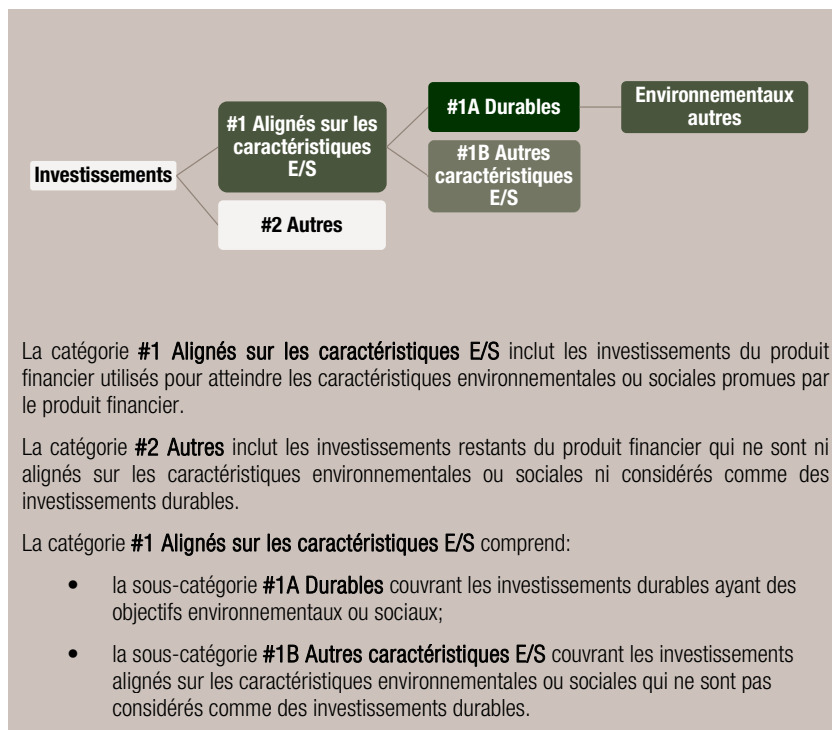 #1A Durables
Environnementaux
autres
#1 Alignés sur les
caractéristiques
E/S
#1B Autres
caractéristiques
E/S
Investissements
#2 Autres
La catégorie #1 Alignés sur les caractéristiques E/S inclut les investissements du produit
financier utilisés pour atteindre les caractéristiques environnementales ou sociales promues par
le produit financier.
La catégorie #2 Autres inclut les investissements restants du produit financier qui ne sont ni
alignés sur les caractéristiques environnementales ou sociales ni considérés comme des
investissements durables.
La catégorie #1 Alignés sur les caractéristiques E/S comprend:
• la sous-catégorie #1A Durables couvrant les investissements durables ayant des
objectifs environnementaux ou sociaux;
• la sous-catégorie #1B Autres caractéristiques E/S couvrant les investissements
alignés sur les caractéristiques environnementales ou sociales qui ne sont pas
considérés comme des investissements durables.